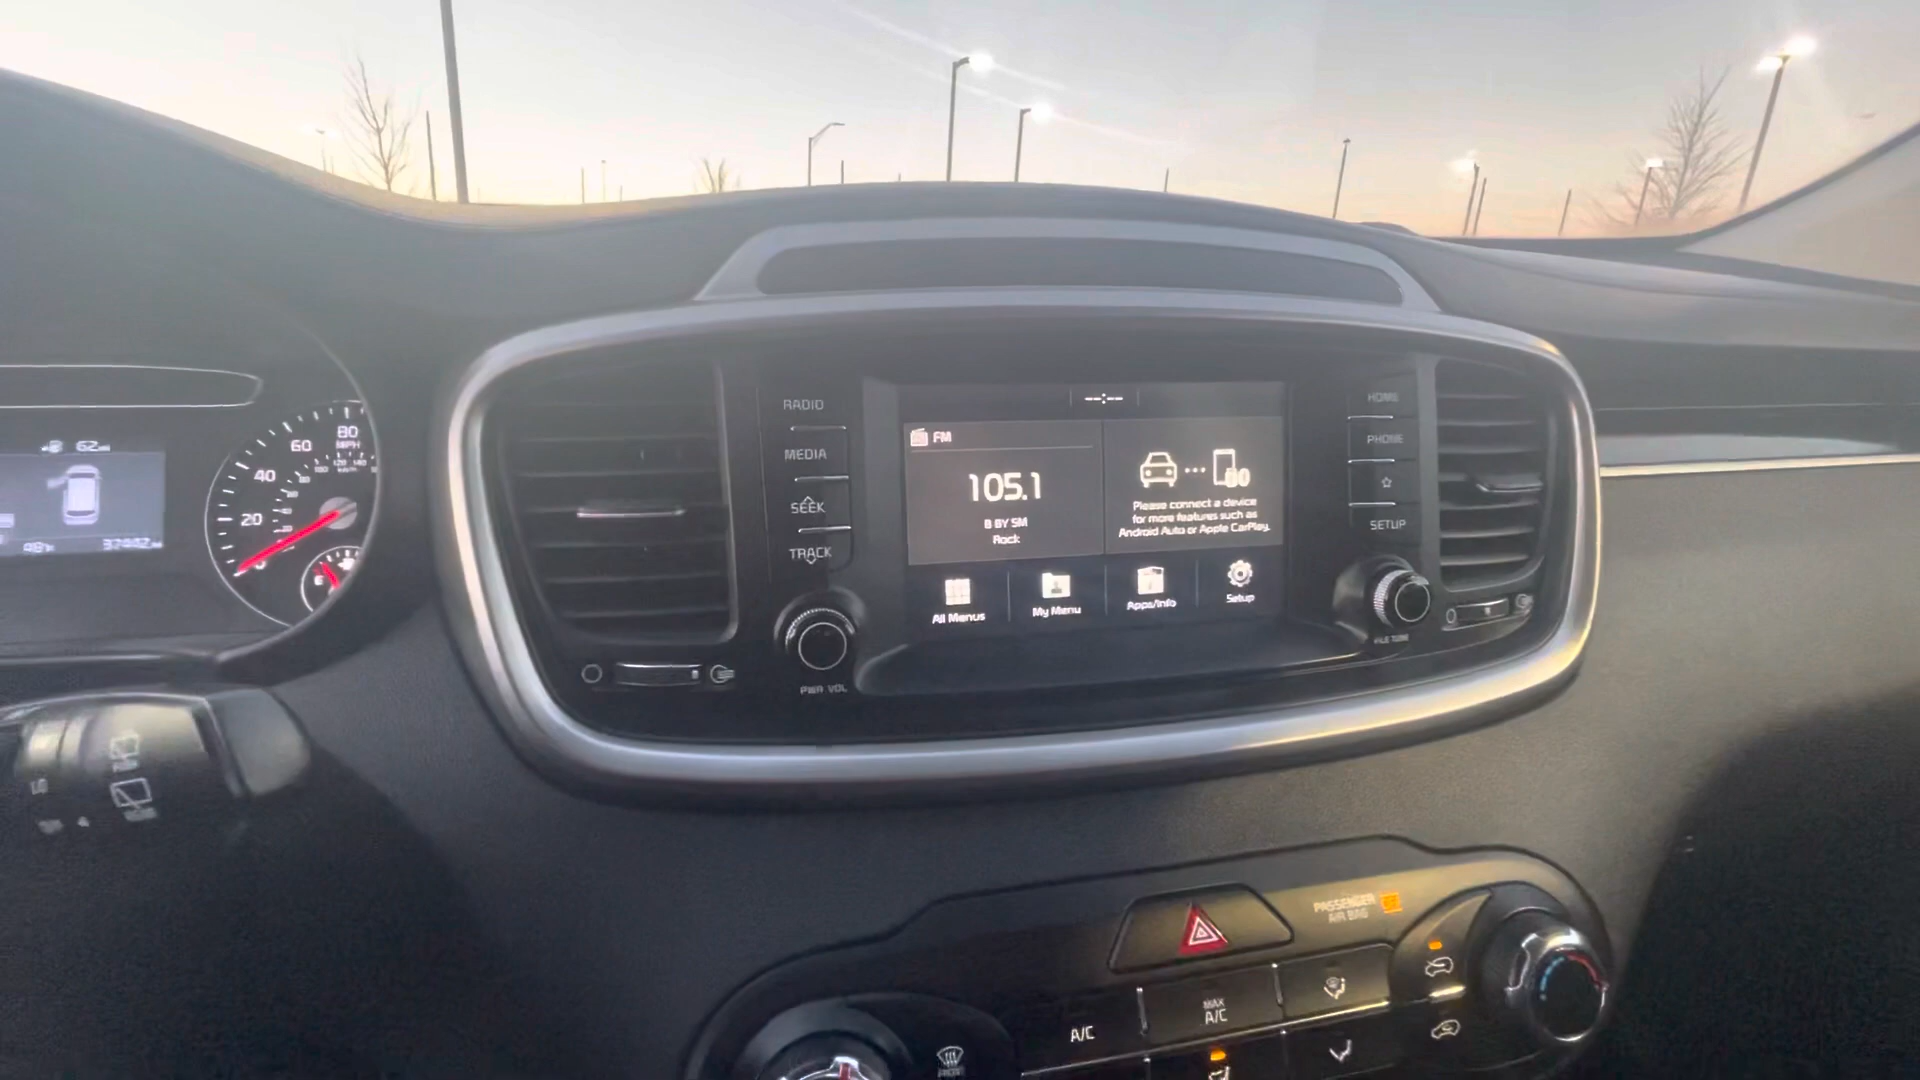 62
80
MPH
60
40
20
RADIO
MEDIA
SEEK
TRACK
PWR VOL
FM
105.1
B BY SM
Rock
Please connect a device
for more features such as
Android Auto or Apple CarPlay.
All Menus
My Menu
Apps/Info
Setup
HOME
PHONE
SETUP
PASSENGER
AIR BAG
A/C
MAX
A/C
LO